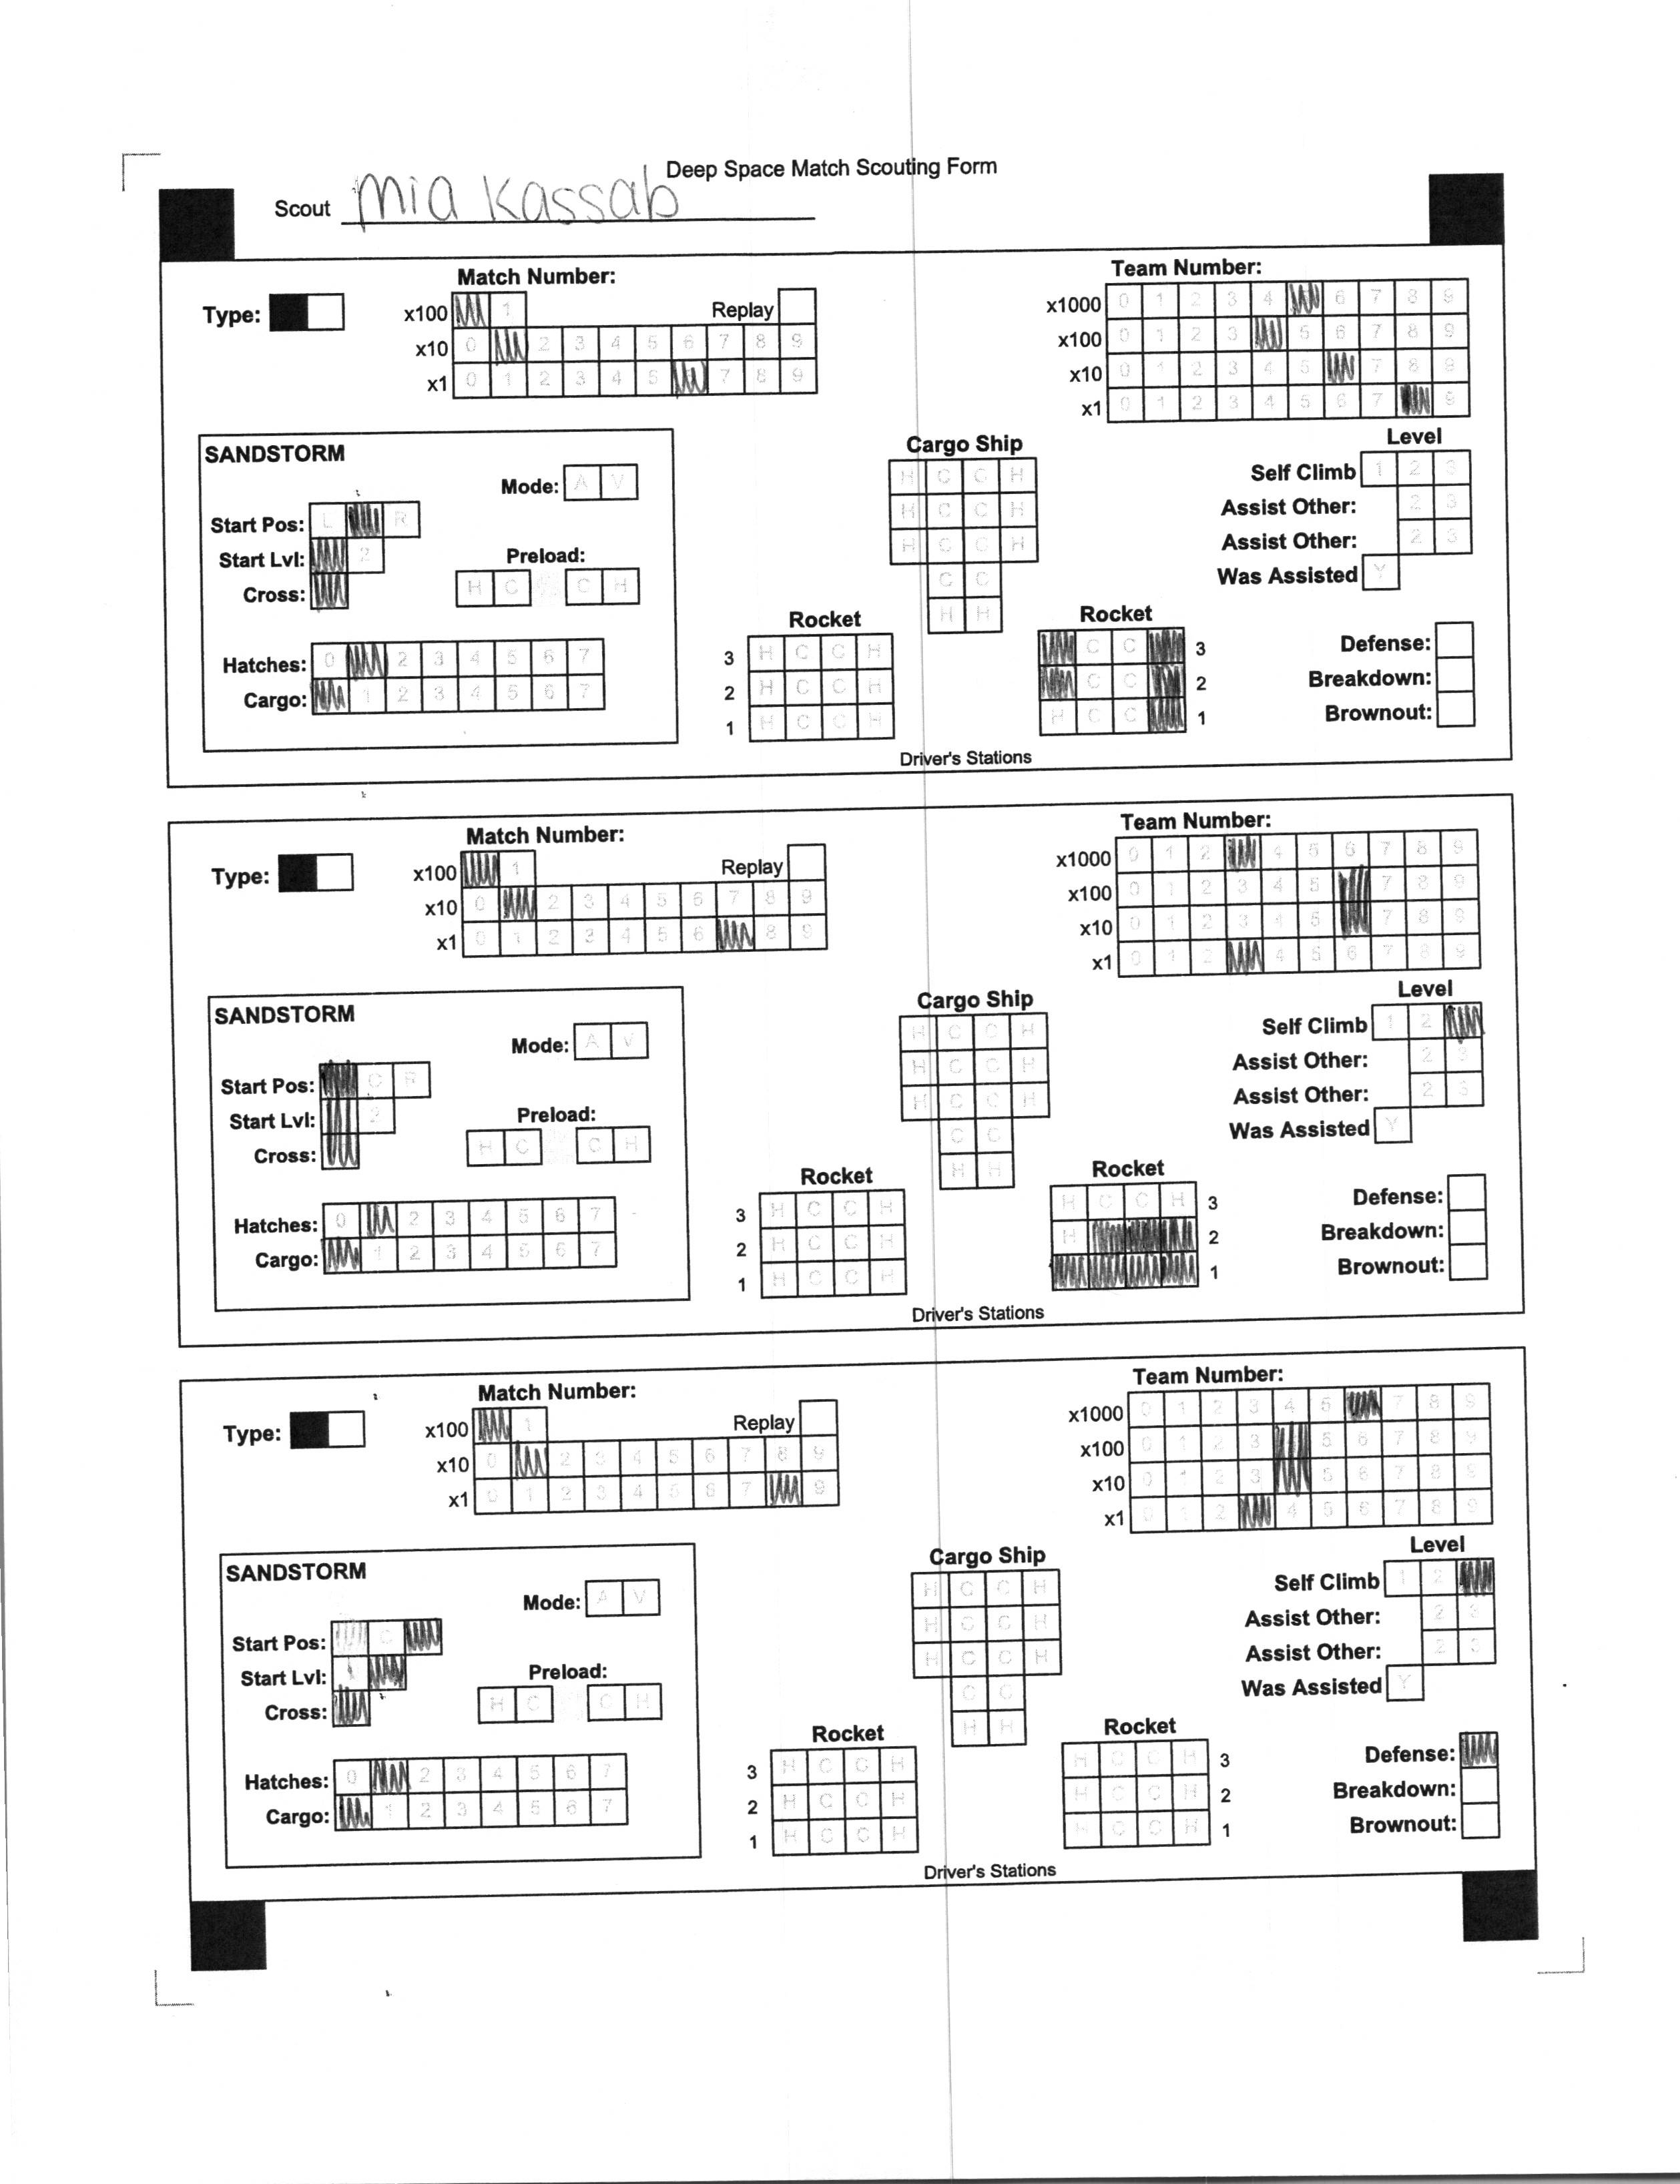 Deep Space Match Scouting Form
Scout Mia Kassab
Match Number:
Team Number:
Type:
x100 1
Replay
x10 0 2 3 4 5 6 7 8 9
x1 0 1 2 3 4 5 7 8 9
x1000 0 1 2 3 4 6 7 8 9
x100 0 1 2 3 5 6 7 8 9
x10 0 1 2 3 4 5 7 8 9
x1 0 1 2 3 4 5 6 7 9
SANDSTORM
Mode: A V
Start Pos: L R
Start Lvl: 2
Cross:
Preload:
H C C H
Hatches: 0 2 3 4 5 6 7
Cargo: 1 2 3 4 5 6 7
Cargo Ship
H C C H
H C C H
H C C H
C C
H H
Level
Self Climb 1 2 3
Assist Other: 2 3
Assist Other: 2 3
Was Assisted Y
Rocket
3 H C C H
2 H C C H
1 H C C H
Rocket
C C 3
C C 2
H C C 1
Defense:
Breakdown:
Brownout:
Driver's Stations
Match Number:
Team Number:
Type:
x100 1
Replay
x10 0 2 3 4 5 6 7 8 9
x1 0 1 2 3 4 5 6 8 9
x1000 0 1 2 4 5 6 7 8 9
x100 0 1 2 3 4 5 7 8 9
x10 0 1 2 3 4 5 7 8 9
x1 0 1 2 4 5 6 7 8 9
SANDSTORM
Mode: A V
Start Pos: C R
Start Lvl: 2
Cross:
Preload:
H C C H
Hatches: 0 2 3 4 5 6 7
Cargo: 1 2 3 4 5 6 7
Cargo Ship
H C C H
H C C H
H C C H
C C
H H
Level
Self Climb 1 2
Assist Other: 2 3
Assist Other: 2 3
Was Assisted Y
Rocket
3 H C C H
2 H C C H
1 H C C H
Rocket
H C C H 3
H 2
1
Defense:
Breakdown:
Brownout:
Driver's Stations
Match Number:
Team Number:
Type:
x100 1
Replay
x10 0 2 3 4 5 6 7 8 9
x1 0 1 2 3 4 5 6 7 9
x1000 0 1 2 3 4 5 7 8 9
x100 0 1 2 3 5 6 7 8 9
x10 0 1 2 3 5 6 7 8 9
x1 0 1 2 4 5 6 7 8 9
SANDSTORM
Mode: A V
Start Pos: C
Start Lvl: 1
Cross:
Preload:
H C C H
Hatches: 0 2 3 4 5 6 7
Cargo: 1 2 3 4 5 6 7
Cargo Ship
H C C H
H C C H
H C C H
C C
H H
Level
Self Climb 1 2
Assist Other: 2 3
Assist Other: 2 3
Was Assisted Y
Rocket
3 H C C H
2 H C C H
1 H C C H
Rocket
H C C H 3
H C C H 2
H C C H 1
Defense:
Breakdown:
Brownout:
Driver's Stations